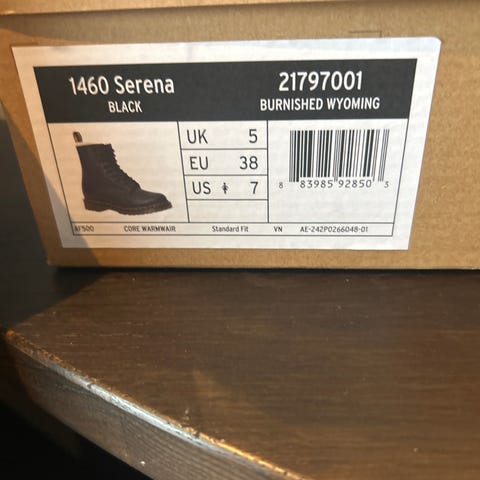 1460 Serena
BLACK
21797001
BURNISHED WYOMING
UK 5
EU 38
US 7
8 83985 92850 3
AF500 CORE WARMWAIR Standard Fit VN AE-242P0266048-01